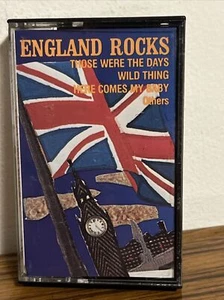 ENGLAND ROCKS
THOSE WERE THE DAYS
WILD THING
HERE COMES MY BABY
Others